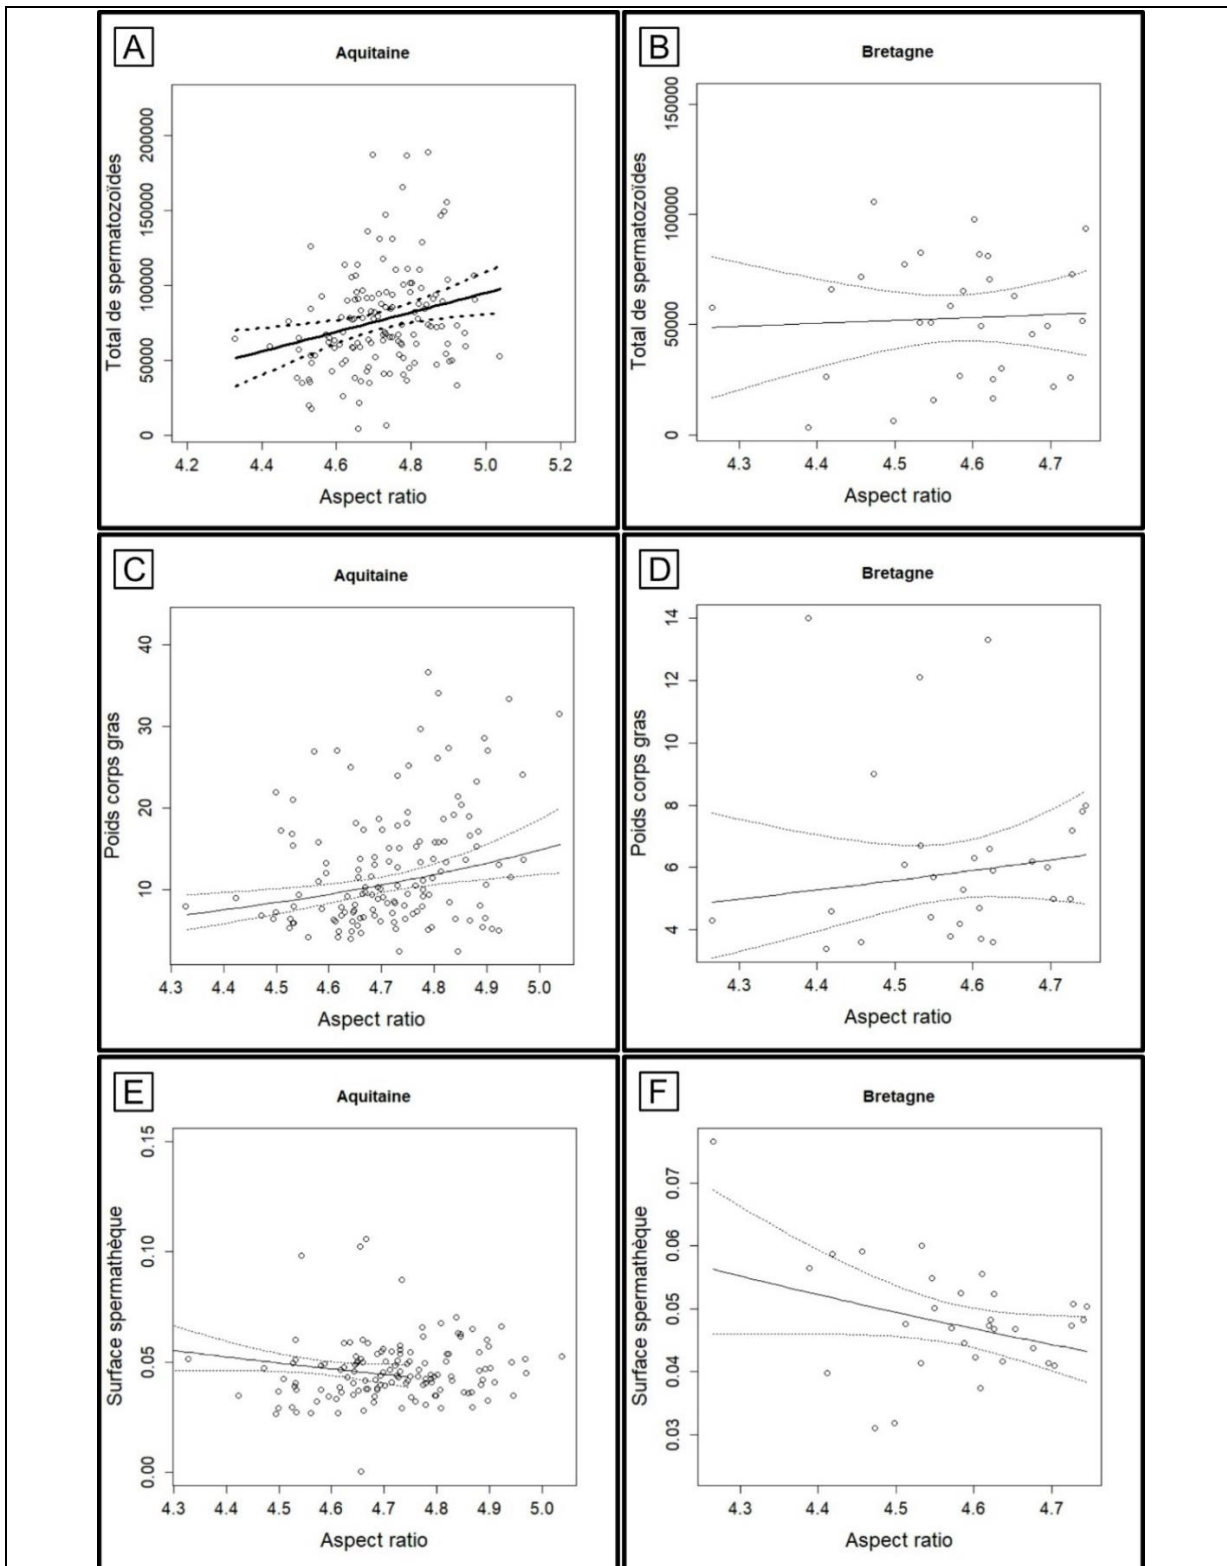 A
Aquitaine
Total de spermatozoïdes
200000
150000
100000
50000
0
4.2 4.4 4.6 4.8 5.0 5.2
Aspect ratio
B
Bretagne
Total de spermatozoïdes
150000
100000
50000
0
4.3 4.4 4.5 4.6 4.7
Aspect ratio
C
Aquitaine
Poids corps gras
40
30
20
10
4.3 4.4 4.5 4.6 4.7 4.8 4.9 5.0
Aspect ratio
D
Bretagne
Poids corps gras
14
12
10
8
6
4
4.3 4.4 4.5 4.6 4.7
Aspect ratio
E
Aquitaine
Surface spermathèque
0.15
0.10
0.05
0.00
4.3 4.4 4.5 4.6 4.7 4.8 4.9 5.0
Aspect ratio
F
Bretagne
Surface spermathèque
0.07
0.06
0.05
0.04
0.03
4.3 4.4 4.5 4.6 4.7
Aspect ratio